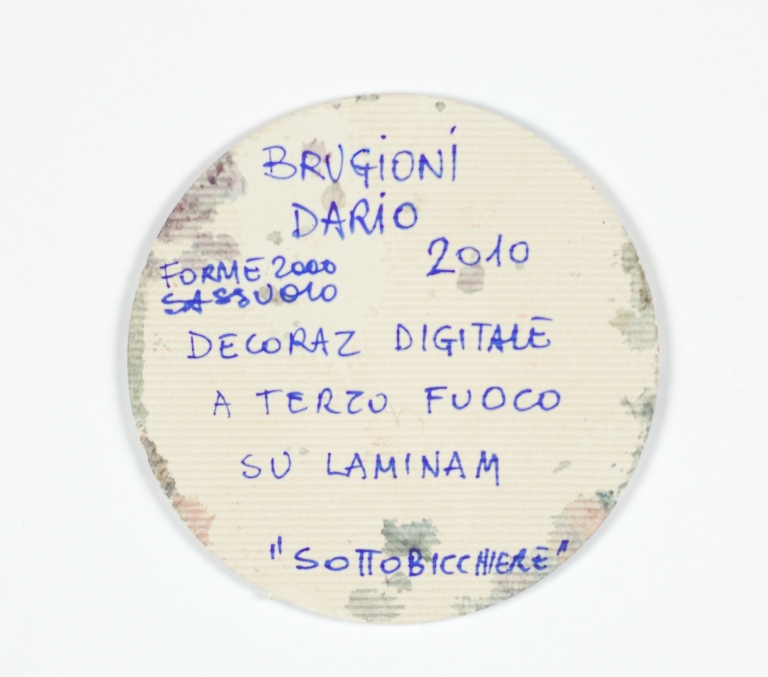 BRUGIONI
DARIO
2010
FORME 2000
SASSUOLO
DECORAZ DIGITALE
A TERZO FUOCO
SU LAMINAM
"SOTTOBICCHIERE"